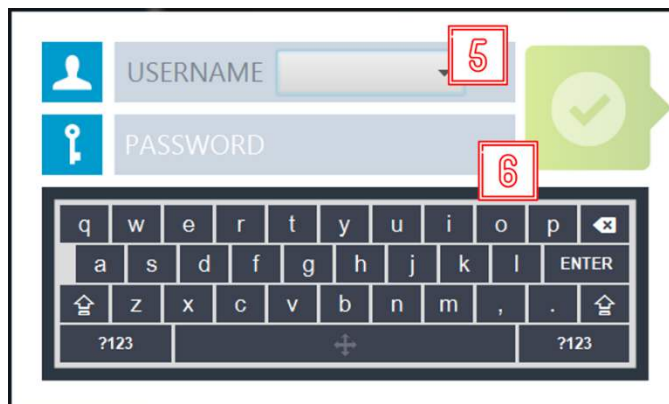 USERNAME
5
PASSWORD
6
q w e r t y u i o p
a s d f g h j k l ENTER
z x c v b n m , .
?123 ?123